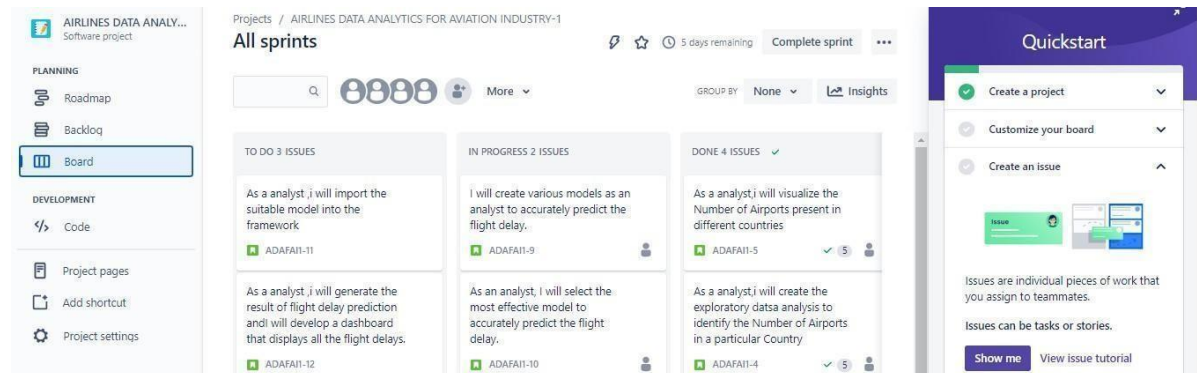 AIRLINES DATA ANALY...
Software project
PLANNING
Roadmap
Backlog
Board
DEVELOPMENT
Code
Project pages
Add shortcut
Project settings
Projects / AIRLINES DATA ANALYTICS FOR AVIATION INDUSTRY-1
All sprints
5 days remaining
Complete sprint
More
GROUP BY
None
Insights
TO DO 3 ISSUES
As a analyst ,i will import the
suitable model into the
framework
ADAFAI1-11
As a analyst ,i will generate the
result of flight delay prediction
andI will develop a dashboard
that displays all the flight delays.
ADAFAI1-12
IN PROGRESS 2 ISSUES
I will create various models as an
analyst to accurately predict the
flight delay.
ADAFAI1-9
As an analyst, I will select the
most effective model to
accurately predict the flight
delay.
ADAFAI1-10
DONE 4 ISSUES
As a analyst,i will visualize the
Number of Airports present in
different countries
ADAFAI1-5
5
As a analyst,i will create the
exploratory datsa analysis to
identify the Number of Airports
in a particular Country
ADAFAI1-4
5
Quickstart
Create a project
Customize your board
Create an issue
Issue
Issues are individual pieces of work that
you assign to teammates.
Issues can be tasks or stories.
Show me
View issue tutorial